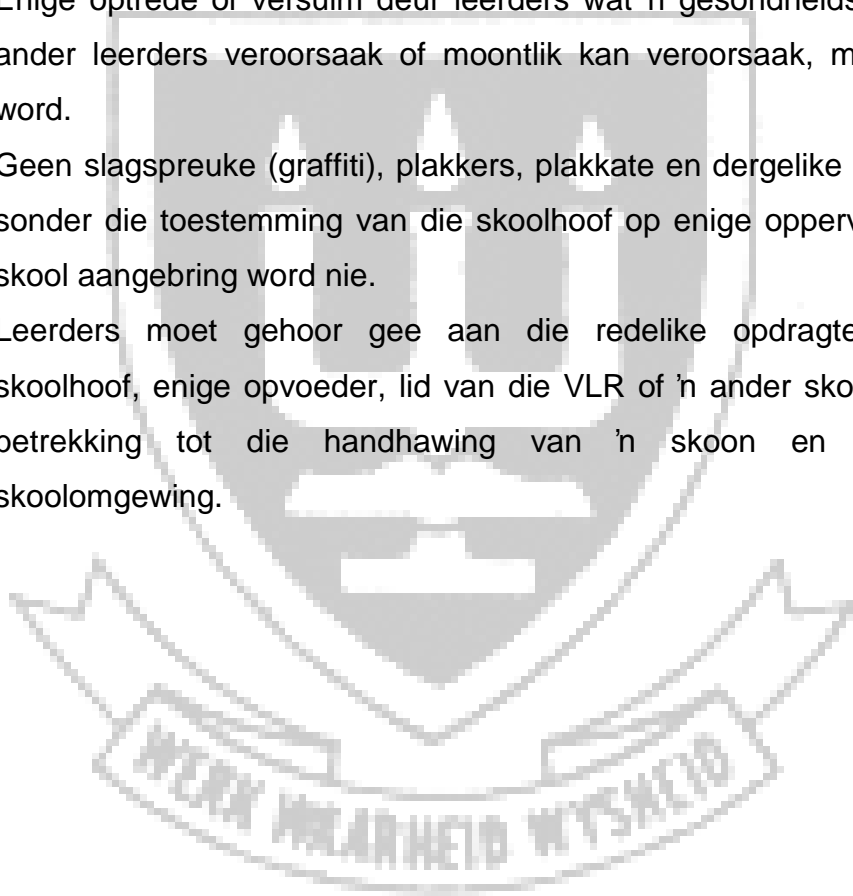 Enige optrede of versuim deur leerders wat 'n gesondheids
ander leerders veroorsaak of moontlik kan veroorsaak, m
word.
Geen slagspreuke (graffiti), plakkers, plakkate en dergelike
sonder die toestemming van die skoolhoof op enige opperv
skool aangebring word nie.
Leerders moet gehoor gee aan die redelike opdragte
skoolhoof, enige opvoeder, lid van die VLR of 'n ander sko
betrekking tot die handhawing van 'n skoon en
skoolomgewing.
WERK WAARHEID WYSHEID